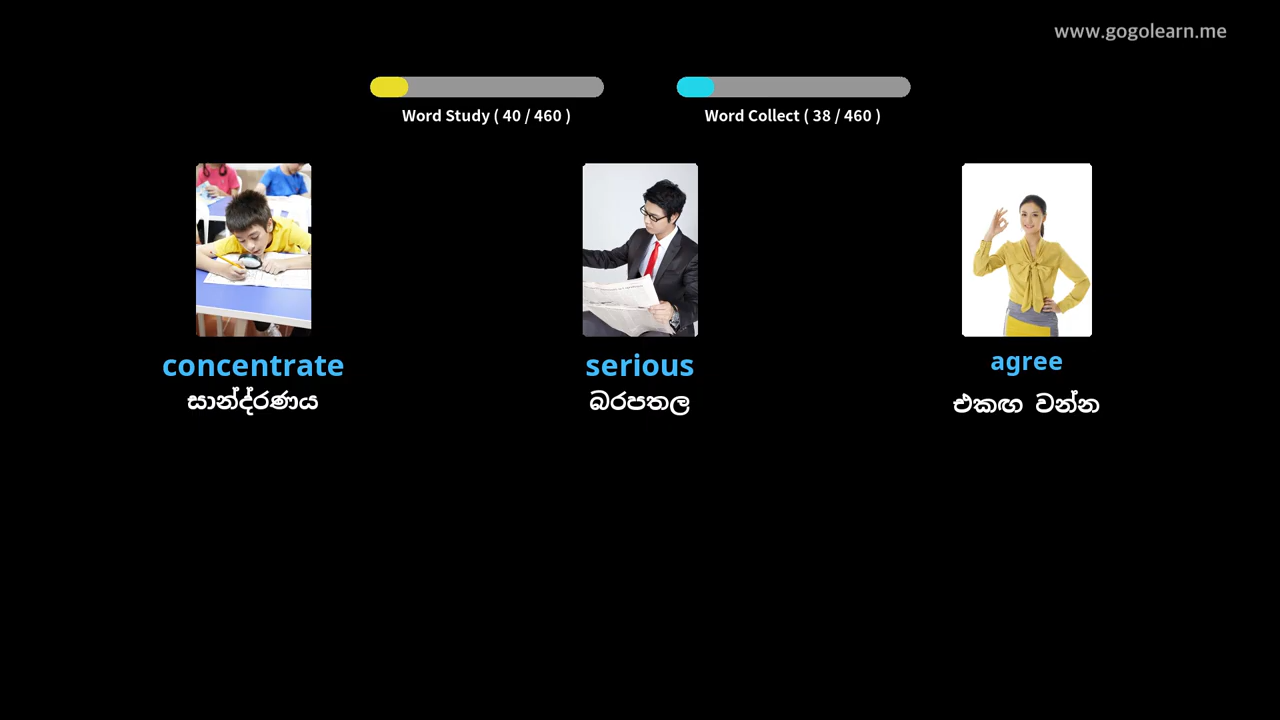 www.gogolearn.me
Word Study ( 40 / 460 )
Word Collect ( 38 / 460 )
concentrate
සාන්ද්රණය
serious
බරපතල
agree
එකඟ වන්න